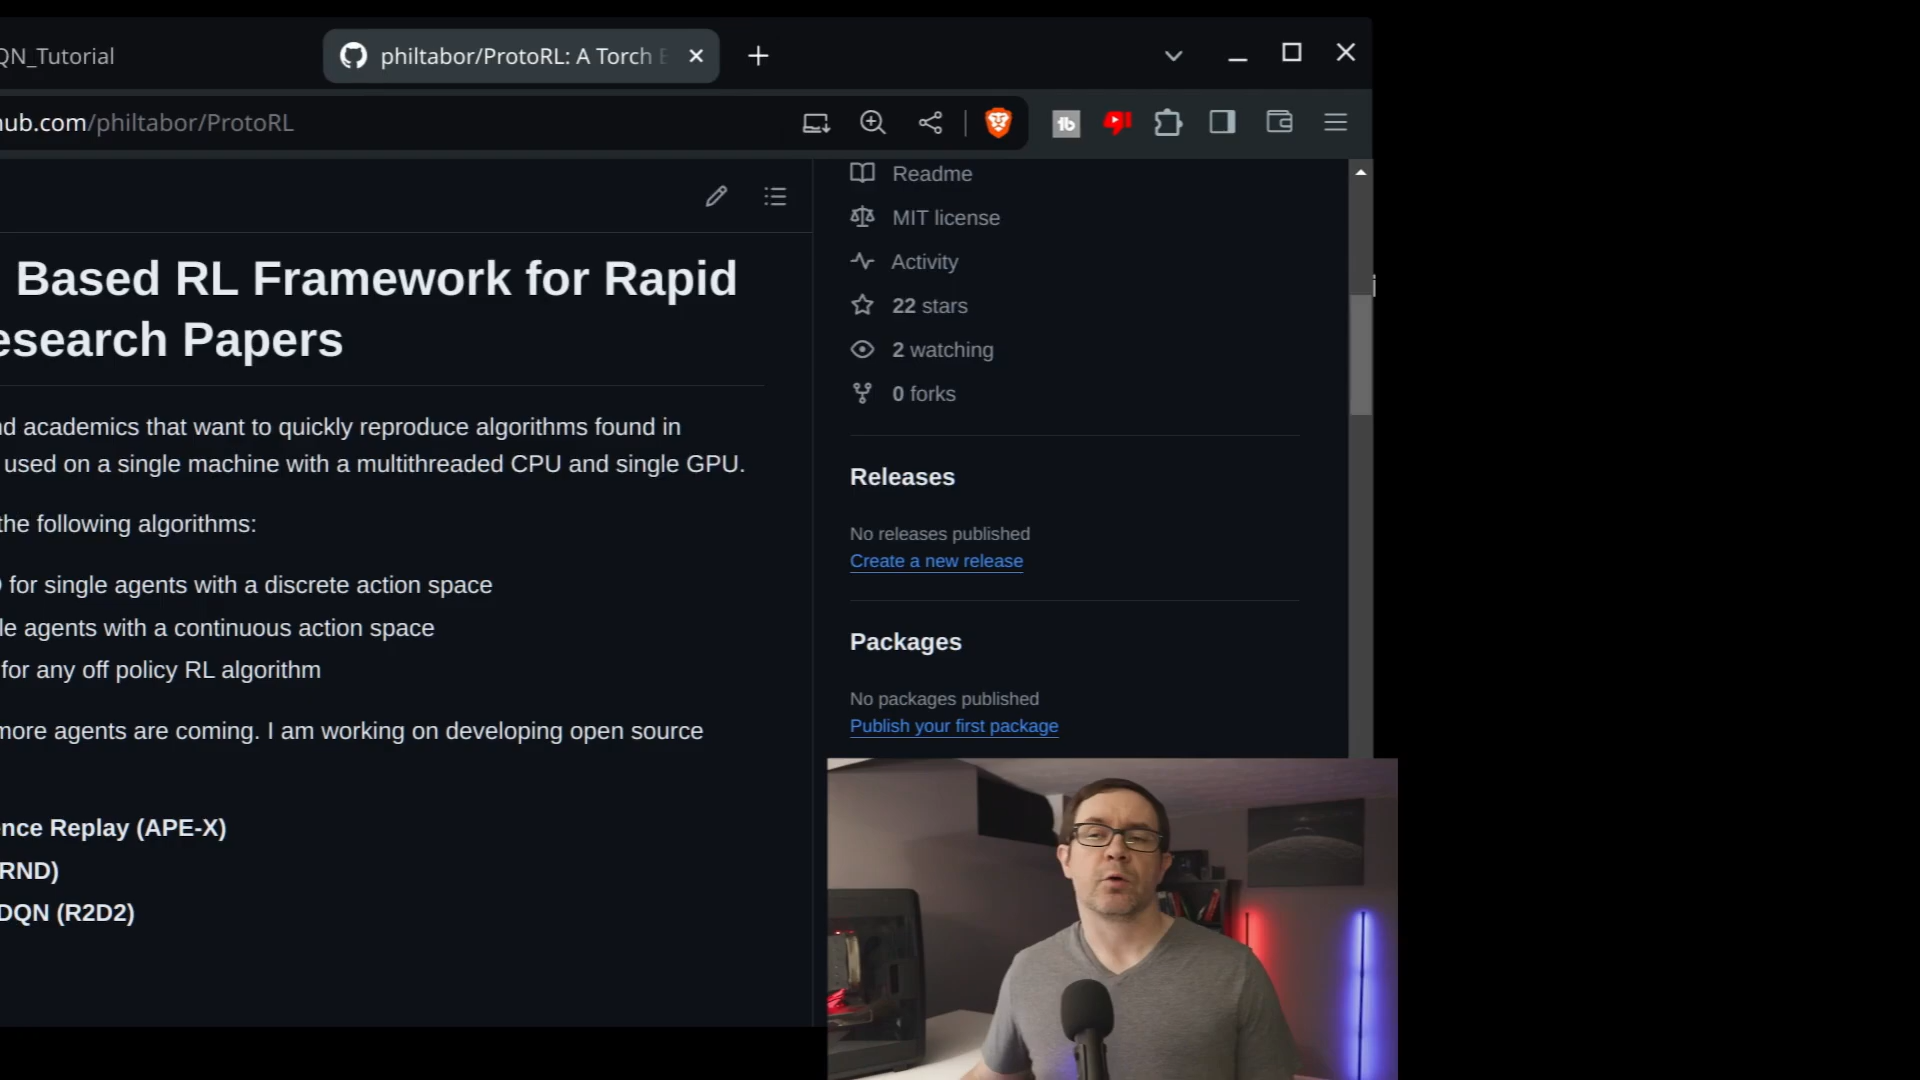 QN_Tutorial
philtabor/ProtoRL: A Torch
hub.com/philtabor/ProtoRL
Readme
MIT license
Activity
22 stars
2 watching
0 forks
Based RL Framework for Rapid
esearch Papers
nd academics that want to quickly reproduce algorithms found in
used on a single machine with a multithreaded CPU and single GPU.
the following algorithms:
for single agents with a discrete action space
le agents with a continuous action space
for any off policy RL algorithm
more agents are coming. I am working on developing open source
nce Replay (APE-X)
RND)
DQN (R2D2)
Releases
No releases published
Create a new release
Packages
No packages published
Publish your first package